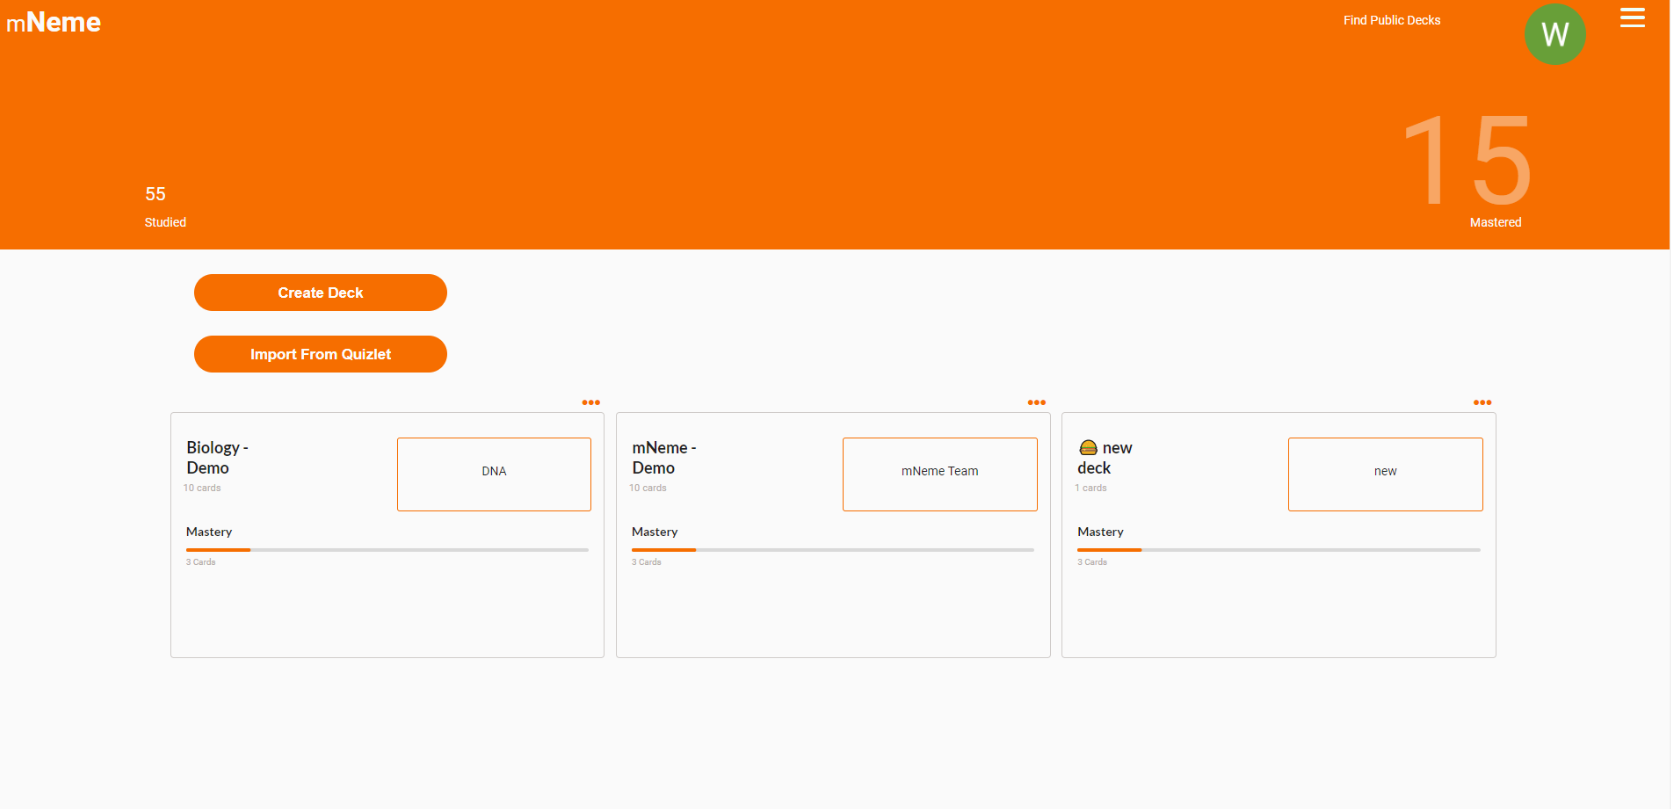 mNeme
Find Public Decks
W
15
55
Studied
Mastered
Create Deck
Import From Quizlet
Biology -
Demo
10 cards
DNA
Mastery
3 Cards
mNeme -
Demo
10 cards
mNeme Team
Mastery
3 Cards
🍔 new
deck
1 cards
new
Mastery
3 Cards